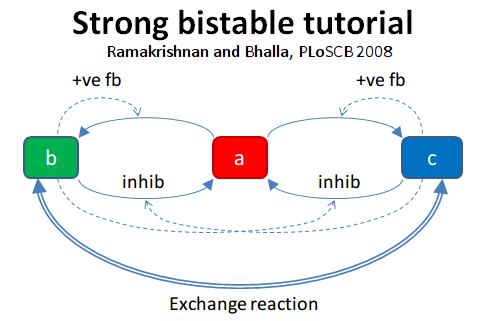 Strong bistable tutorial
Ramakrishnan and Bhalla, PLoSCB 2008
+ve fb
+ve fb
b
a
c
inhib
inhib
Exchange reaction